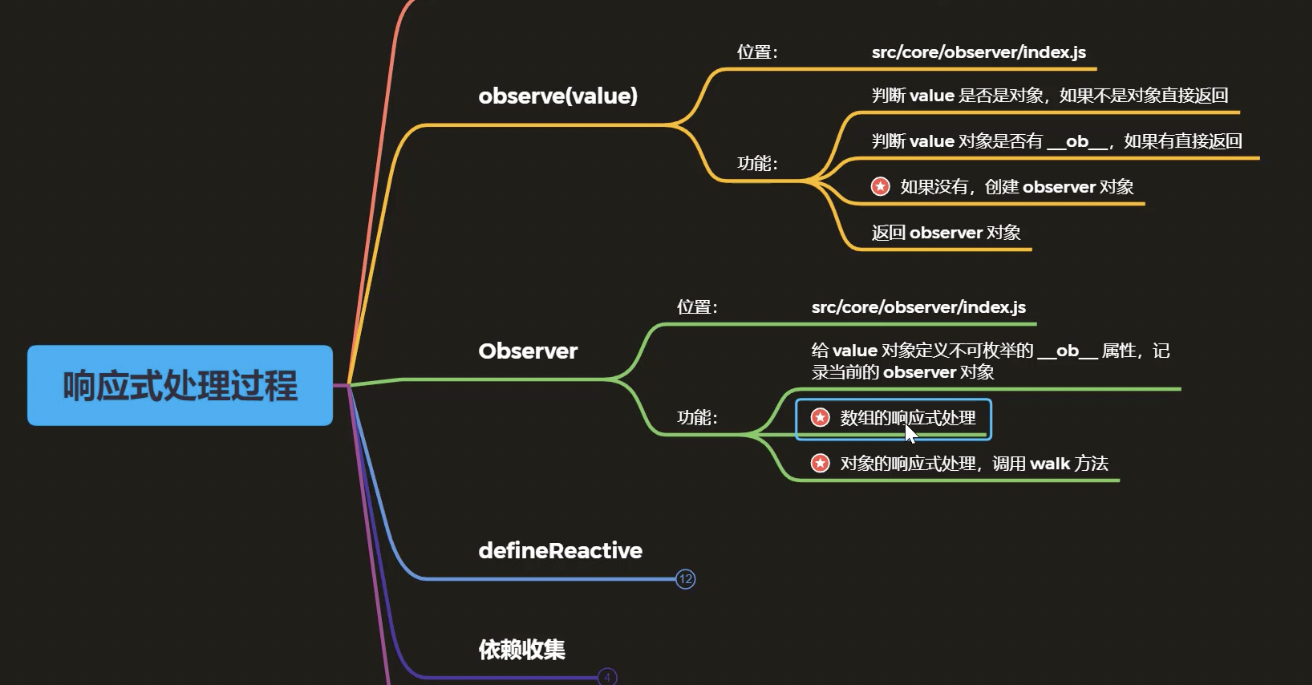 位置：
src/core/observer/index.js
observe(value)
判断 value 是否是对象，如果不是对象直接返回
判断 value 对象是否有 __ob__，如果有直接返回
功能：
如果没有，创建 observer 对象
返回 observer 对象
位置：
src/core/observer/index.js
Observer
给 value 对象定义不可枚举的 __ob__ 属性，记
录当前的 observer 对象
响应式处理过程
功能：
数组的响应式处理
对象的响应式处理，调用 walk 方法
defineReactive
12
依赖收集
4